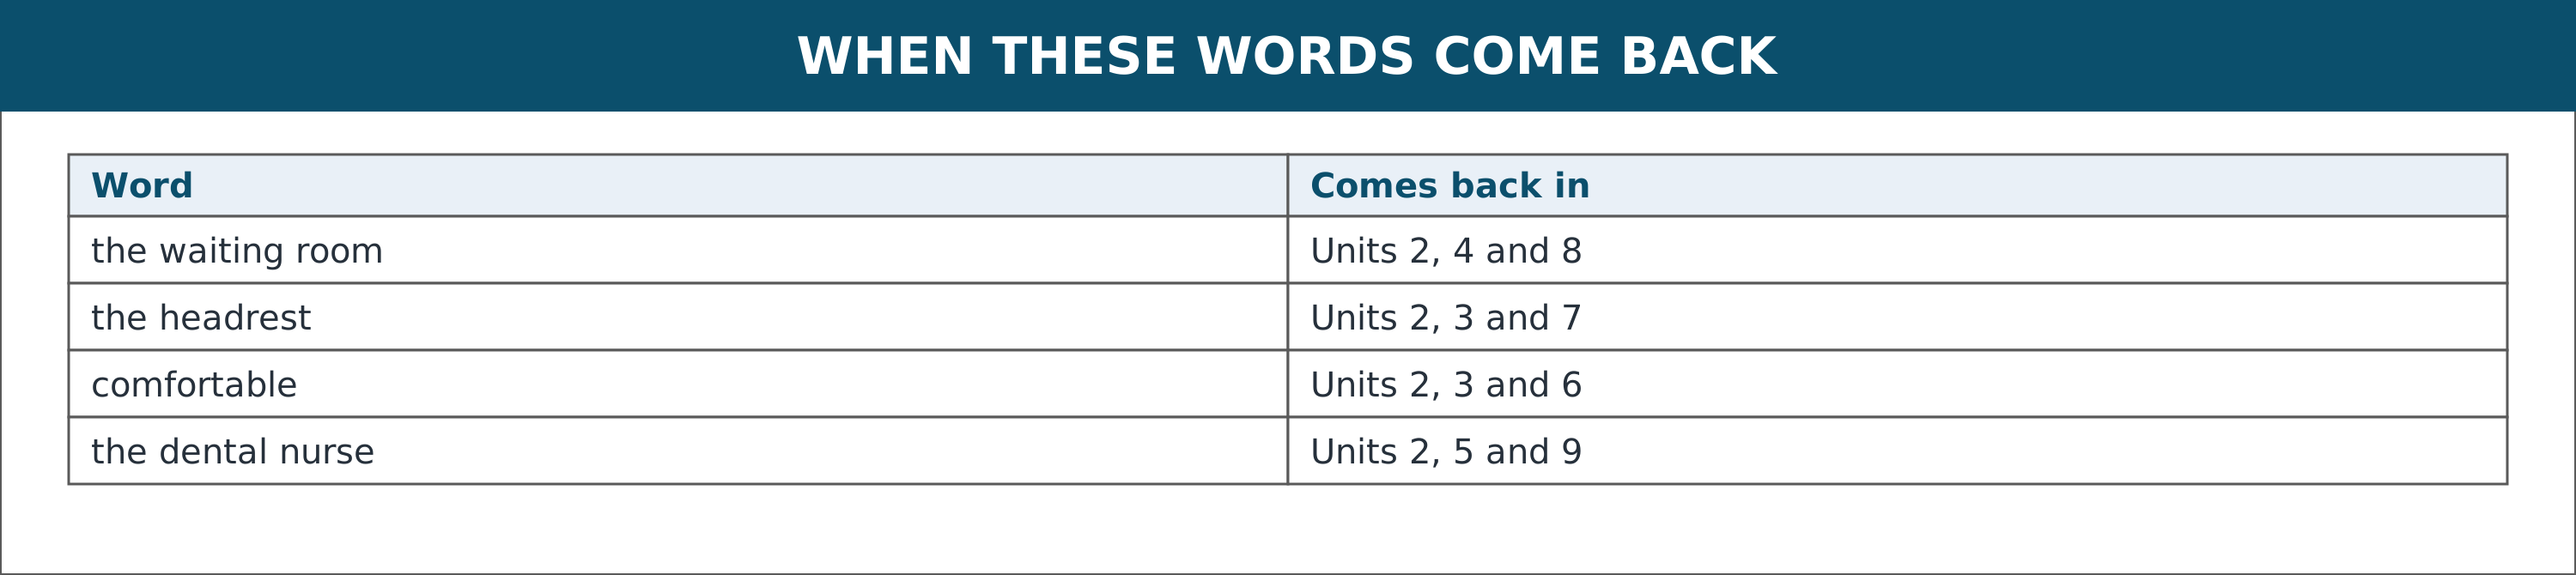 WHEN THESE WORDS COME BACK
Word Comes back in
the waiting room Units 2, 4 and 8
the headrest Units 2, 3 and 7
comfortable Units 2, 3 and 6
the dental nurse Units 2, 5 and 9